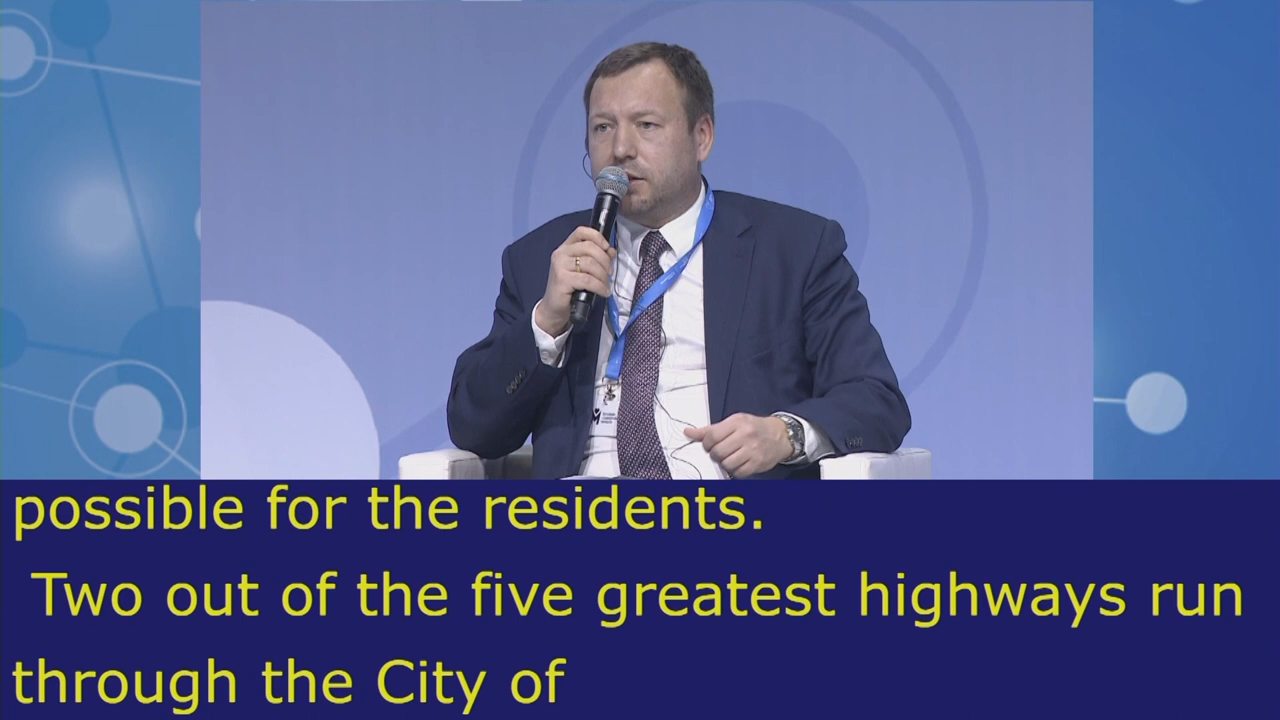 possible for the residents.
Two out of the five greatest highways run
through the City of